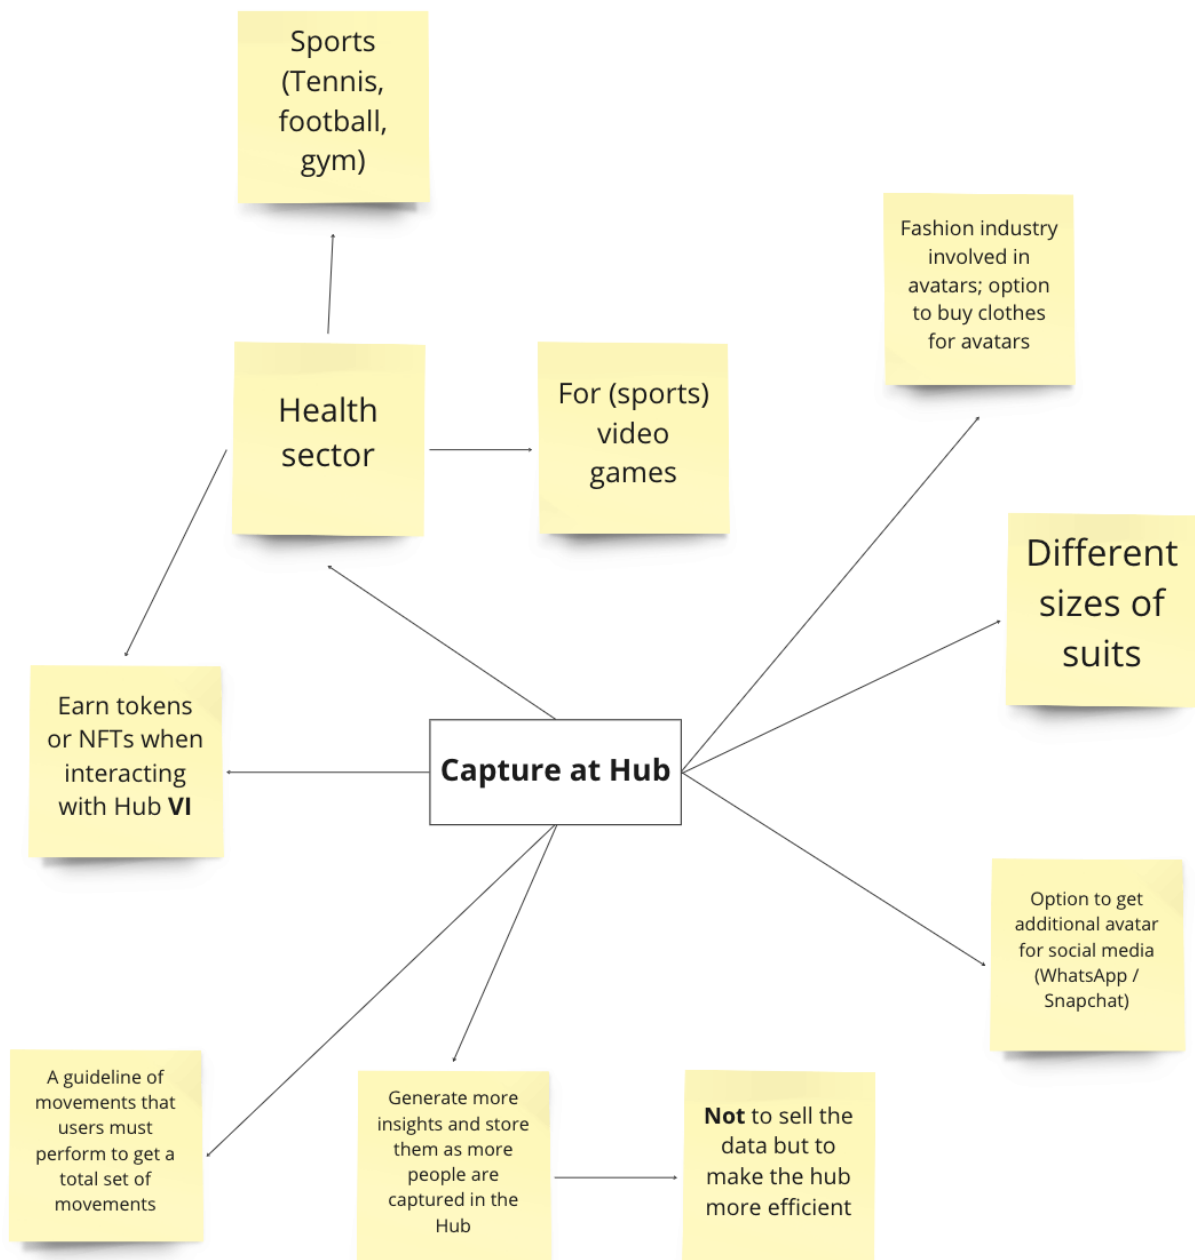 Sports
(Tennis,
football,
gym)
Fashion industry
involved in
avatars; option
to buy clothes
for avatars
Health
sector
For (sports)
video
games
Different
sizes of
suits
Earn tokens
or NFTs when
interacting
with Hub VI
Capture at Hub
Option to get
additional avatar
for social media
(WhatsApp /
Snapchat)
A guideline of
movements that
users must
perform to get a
total set of
movements
Generate more
insights and store
them as more
people are
captured in the
Hub
Not to sell the
data but to
make the hub
more efficient